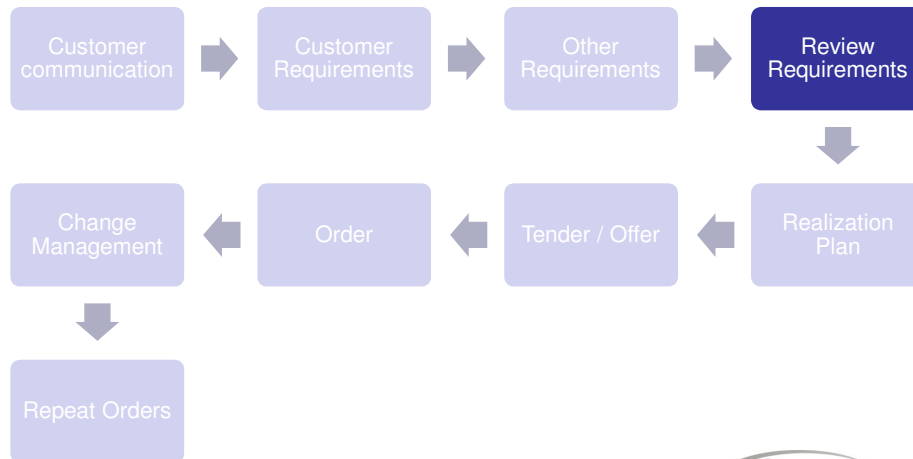 Customer
communication
Customer
Requirements
Other
Requirements
Review
Requirements
Change
Management
Order
Tender / Offer
Realization
Plan
Repeat Orders